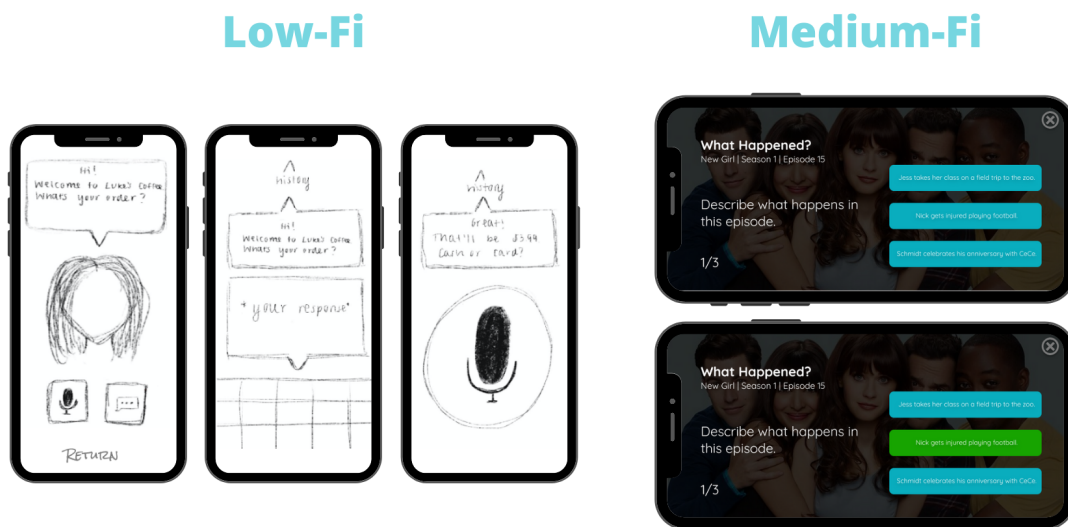 Low-Fi
Medium-Fi
Hi!
Welcome to Luke's Coffee
Whats your order?
RETURN
history
Hi!
Welcome to Luke's Coffee
Whats your order?
*your response*
history
Great!
That'll be $3.99
Cash or card?
What Happened?
New Girl | Season 1 | Episode 15
Describe what happens in
this episode.
1/3
Jess takes her class on a field trip to the zoo.
Nick gets injured playing football.
Schmidt celebrates his anniversary with CeCe.
What Happened?
New Girl | Season 1 | Episode 15
Describe what happens in
this episode.
1/3
Jess takes her class on a field trip to the zoo.
Nick gets injured playing football.
Schmidt celebrates his anniversary with CeCe.